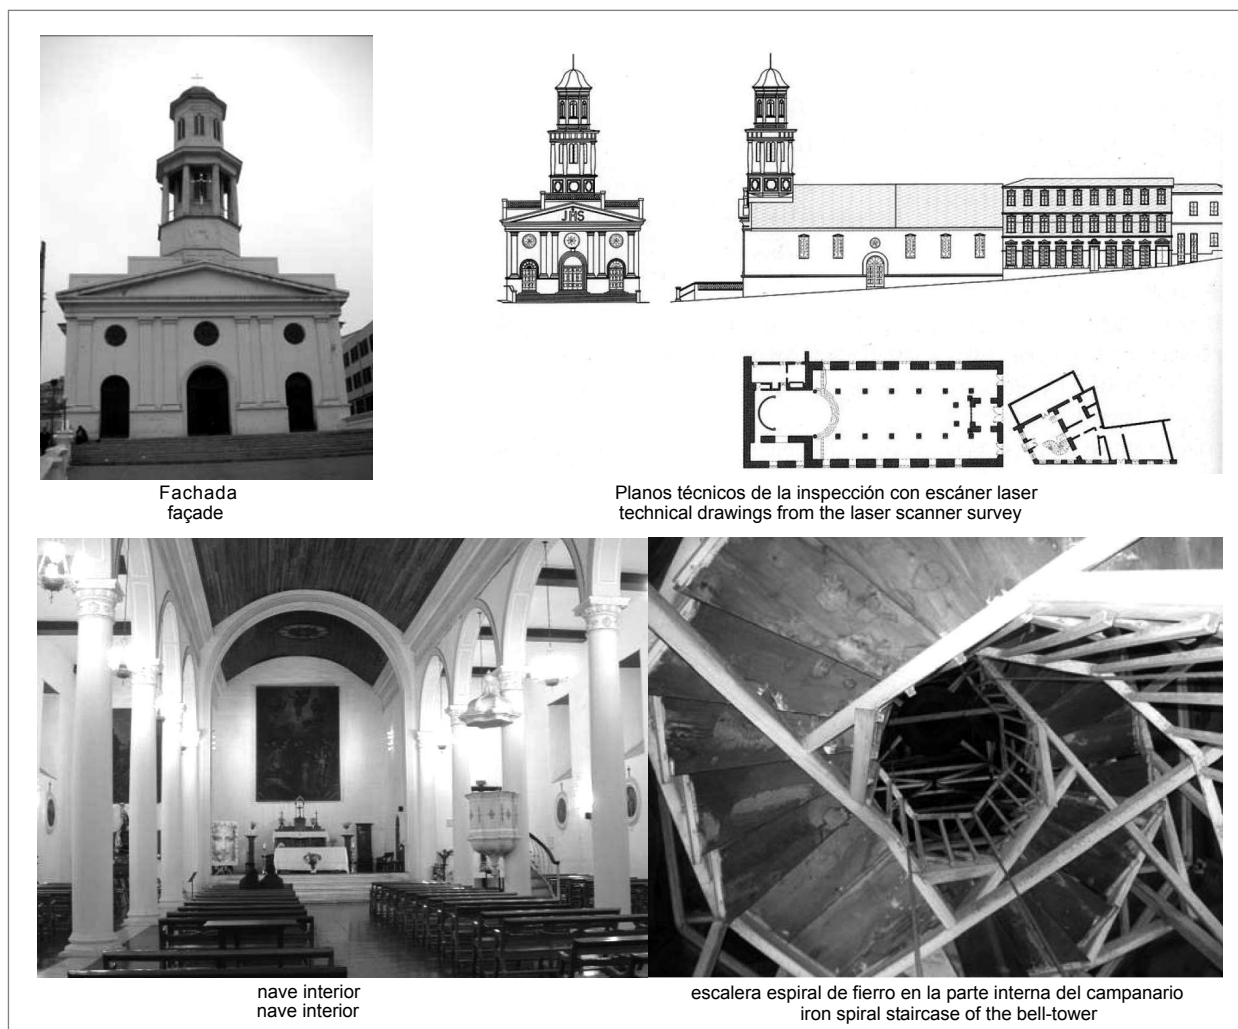 JHS
Fachada
façade
Planos técnicos de la inspección con escáner laser
technical drawings from the laser scanner survey
nave interior
nave interior
escalera espiral de fierro en la parte interna del campanario
iron spiral staircase of the bell-tower